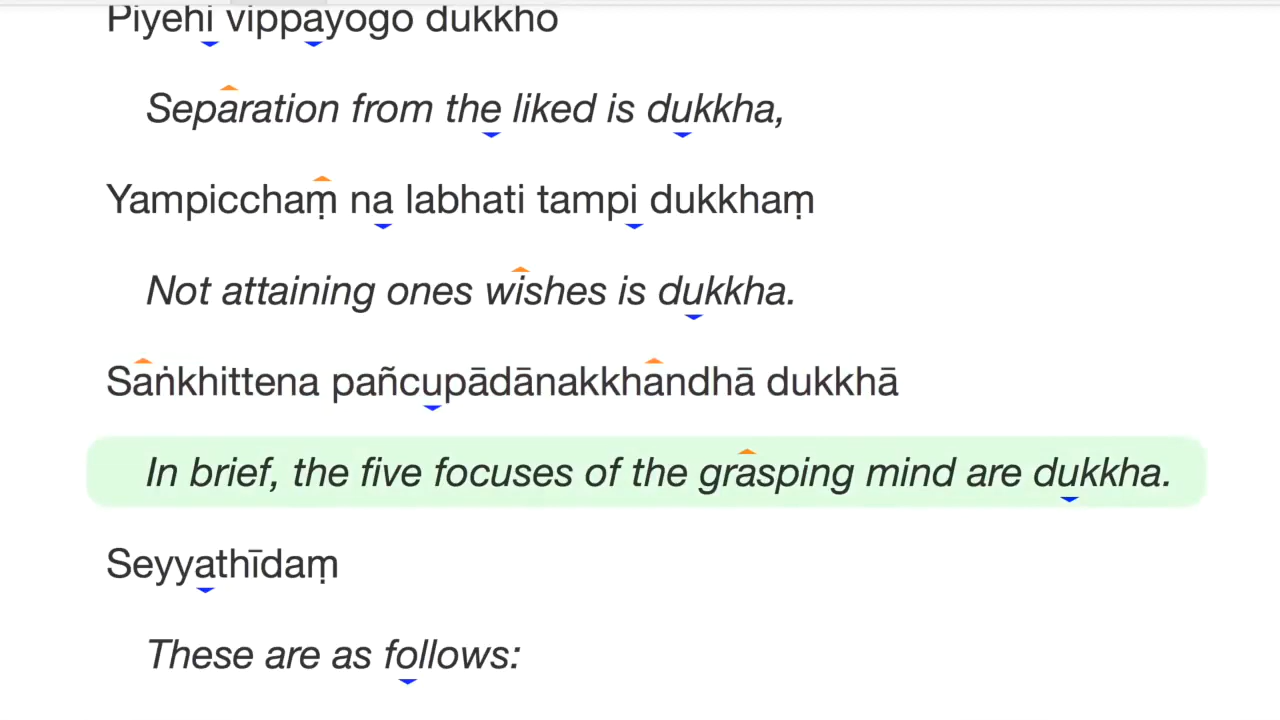 Piyehi vippayogo dukkho
Separation from the liked is dukkha,
Yampicchaṃ na labhati tampi dukkhaṃ
Not attaining ones wishes is dukkha.
Saṅkhittena pañcupādānakkhandhā dukkhā
In brief, the five focuses of the grasping mind are dukkha.
Seyyathīdaṃ
These are as follows: